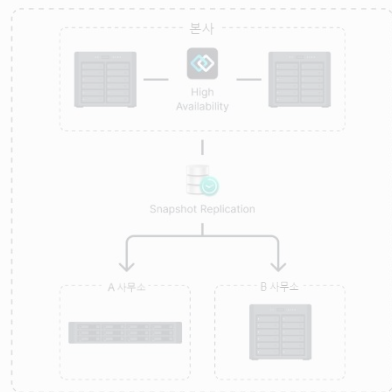 본사
High
Availability
Snapshot Replication
A 사무소
B 사무소